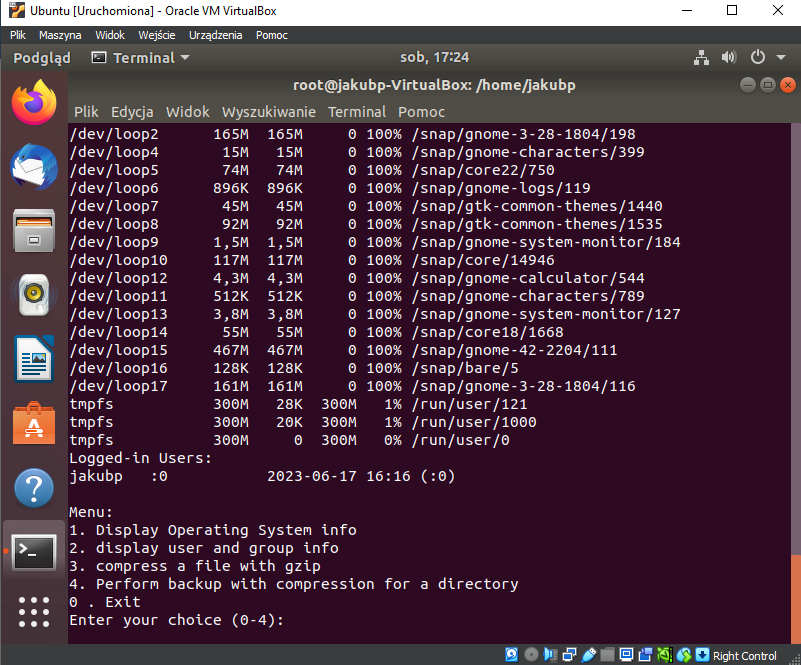 Ubuntu [Uruchomiona] - Oracle VM VirtualBox
Plik Maszyna Widok Wejście Urządzenia Pomoc
Podgląd Terminal sob, 17:24
root@jakubp-VirtualBox: /home/jakubp
Plik Edycja Widok Wyszukiwanie Terminal Pomoc
/dev/loop2 165M 165M 0 100% /snap/gnome-3-28-1804/198
/dev/loop4 15M 15M 0 100% /snap/gnome-characters/399
/dev/loop5 74M 74M 0 100% /snap/core22/750
/dev/loop6 896K 896K 0 100% /snap/gnome-logs/119
/dev/loop7 45M 45M 0 100% /snap/gtk-common-themes/1440
/dev/loop8 92M 92M 0 100% /snap/gtk-common-themes/1535
/dev/loop9 1,5M 1,5M 0 100% /snap/gnome-system-monitor/184
/dev/loop10 117M 117M 0 100% /snap/core/14946
/dev/loop12 4,3M 4,3M 0 100% /snap/gnome-calculator/544
/dev/loop11 512K 512K 0 100% /snap/gnome-characters/789
/dev/loop13 3,8M 3,8M 0 100% /snap/gnome-system-monitor/127
/dev/loop14 55M 55M 0 100% /snap/core18/1668
/dev/loop15 467M 467M 0 100% /snap/gnome-42-2204/111
/dev/loop16 128K 128K 0 100% /snap/bare/5
/dev/loop17 161M 161M 0 100% /snap/gnome-3-28-1804/116
tmpfs 300M 28K 300M 1% /run/user/121
tmpfs 300M 20K 300M 1% /run/user/1000
tmpfs 300M 0 300M 0% /run/user/0
Logged-in Users:
jakubp :0 2023-06-17 16:16 (:0)
Menu:
1. Display Operating System info
2. display user and group info
3. compress a file with gzip
4. Perform backup with compression for a directory
0 . Exit
Enter your choice (0-4):
Right Control